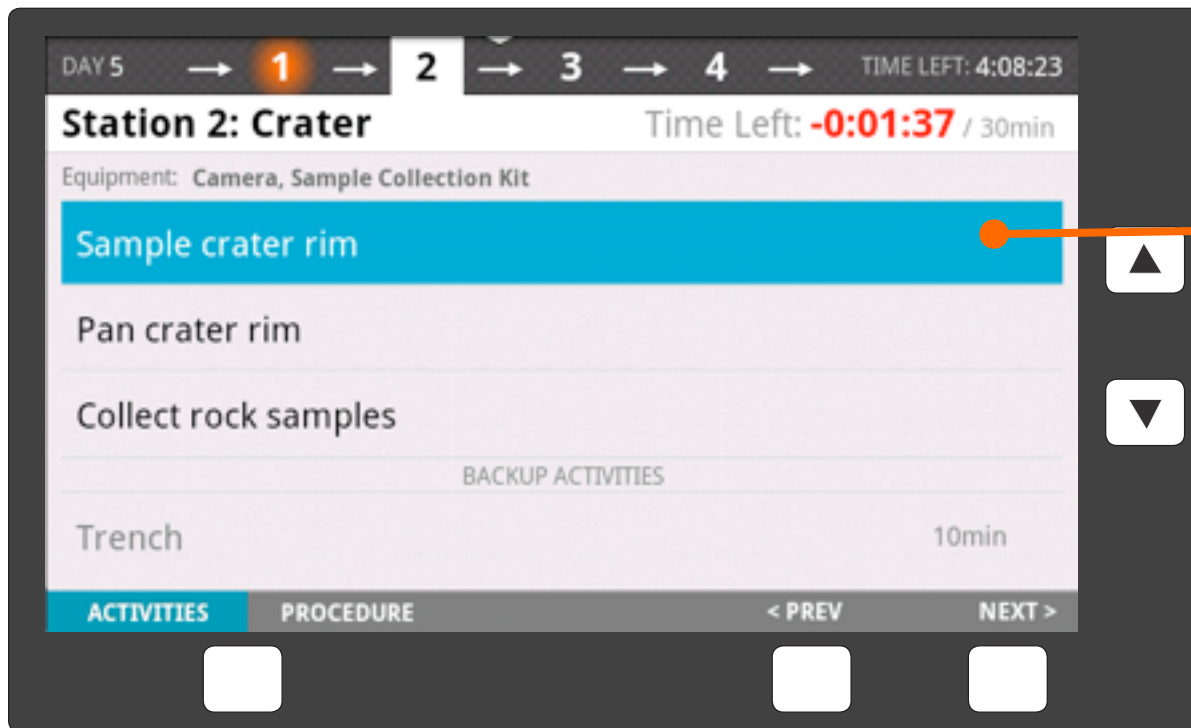 DAY 5 → 1 → 2 → 3 → 4 → TIME LEFT: 4:08:23
Station 2: Crater Time Left: -0:01:37 / 30min
Equipment: Camera, Sample Collection Kit
Sample crater rim
Pan crater rim
Collect rock samples
BACKUP ACTIVITIES
Trench 10min
ACTIVITIES PROCEDURE < PREV NEXT >